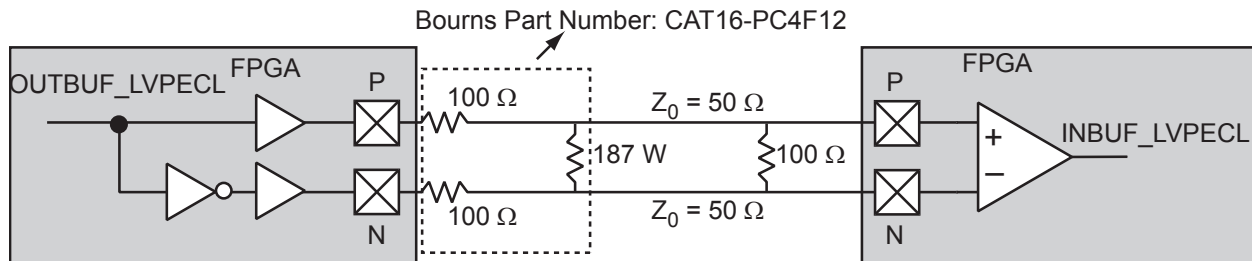 Bourns Part Number: CAT16-PC4F12
OUTBUF_LVPECL
FPGA
P
100 Ω
Z0 = 50 Ω
187 W
100 Ω
P
FPGA
+
−
INBUF_LVPECL
N
100 Ω
Z0 = 50 Ω
N